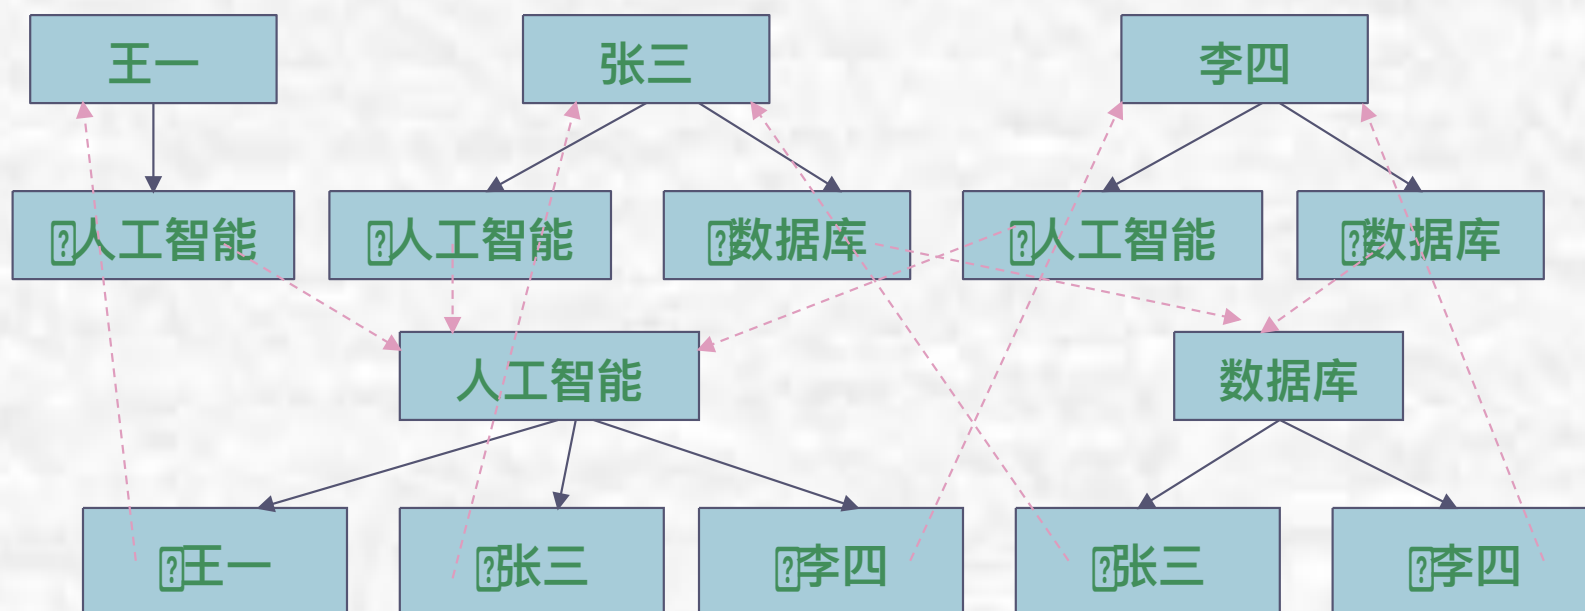 王一
张三
李四
人工智能
人工智能
数据库
人工智能
数据库
人工智能
数据库
王一
张三
李四
张三
李四